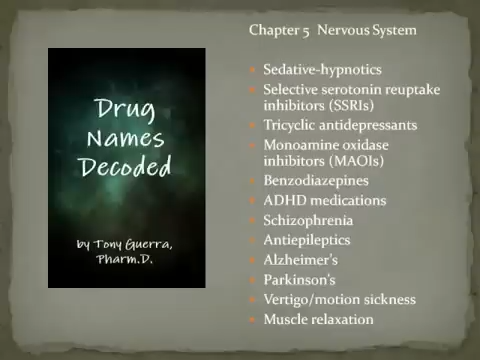 Chapter 5 Nervous System
Drug
Names
Decoded
by Tony Guerra,
Pharm.D.
Sedative-hypnotics
Selective serotonin reuptake
inhibitors (SSRIs)
Tricyclic antidepressants
Monoamine oxidase
inhibitors (MAOIs)
Benzodiazepines
ADHD medications
Schizophrenia
Antiepileptics
Alzheimer's
Parkinson's
Vertigo/motion sickness
Muscle relaxation